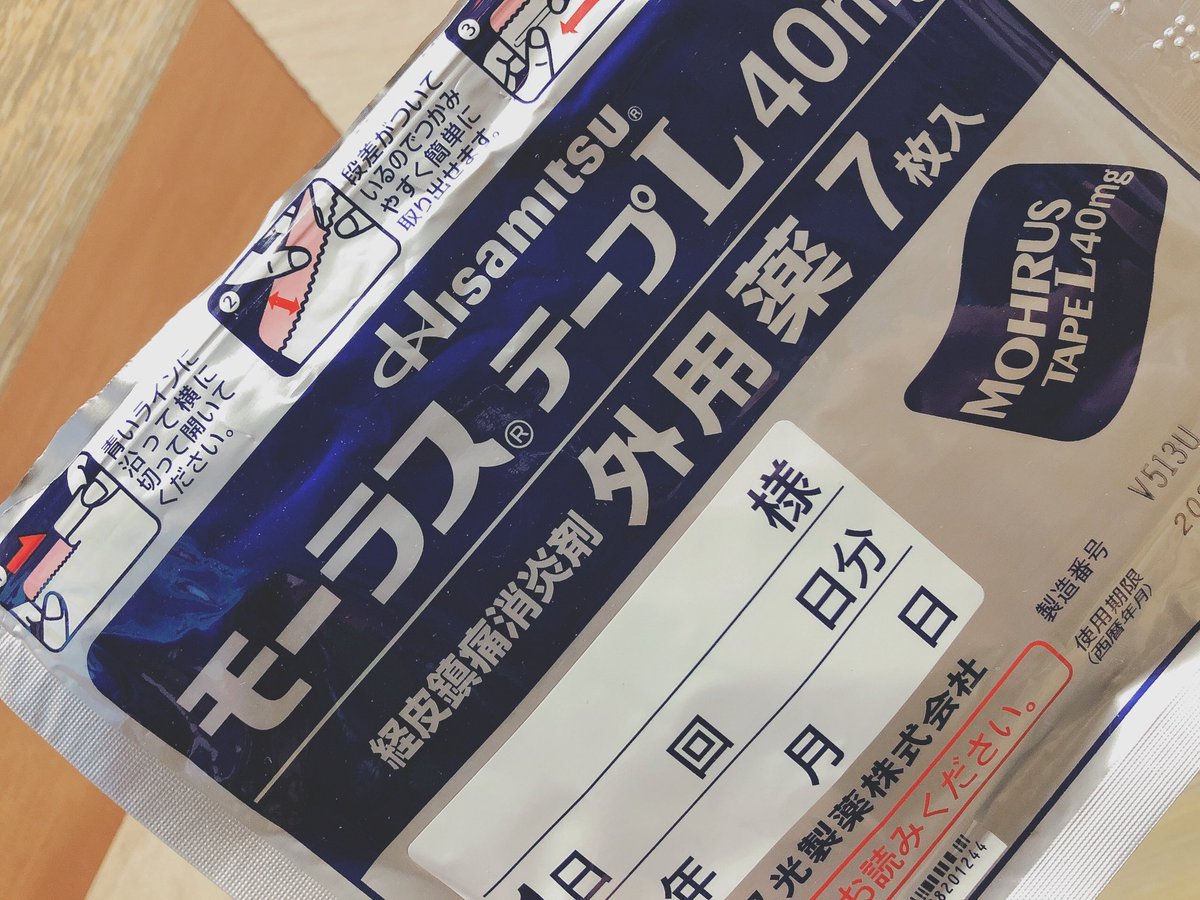 ③
段差がついて
いるのでつかみ
やすく簡単に
取り出せます。
②
青いラインに
沿って横に
切って開いて
ください。
Hisamitsu®
モーラス®テープL 40mg
経皮鎮痛消炎剤 外用薬 7枚入
MOHRUS
TAPE L40mg
様
1日 回 日分
年 月 日
V513U
製造番号
使用期限
(西暦年月)
光製薬株式会社
お読みください。
8201244